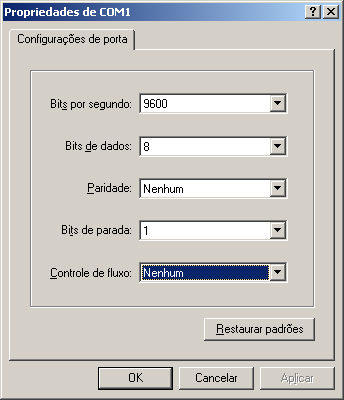 Propriedades de COM1
Configurações de porta
Bits por segundo: 9600
Bits de dados: 8
Paridade: Nenhum
Bits de parada: 1
Controle de fluxo: Nenhum
Restaurar padrões
OK Cancelar Aplicar